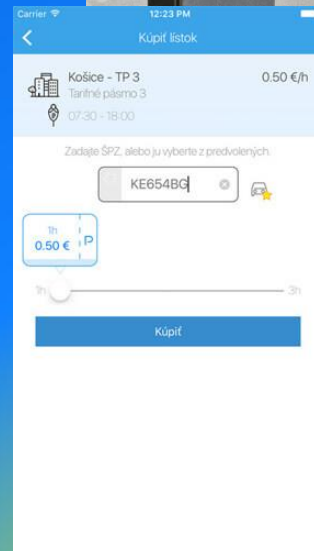 Carrier 12:23 PM
Kúpiť lístok
Košice - TP 3 0.50 €/h
Tarifné pásmo 3
07:30 - 18:00
Zadajte ŠPZ, alebo ju vyberte z predvolených.
KE654BG
1h
0.50 € P
1h 3h
Kúpiť